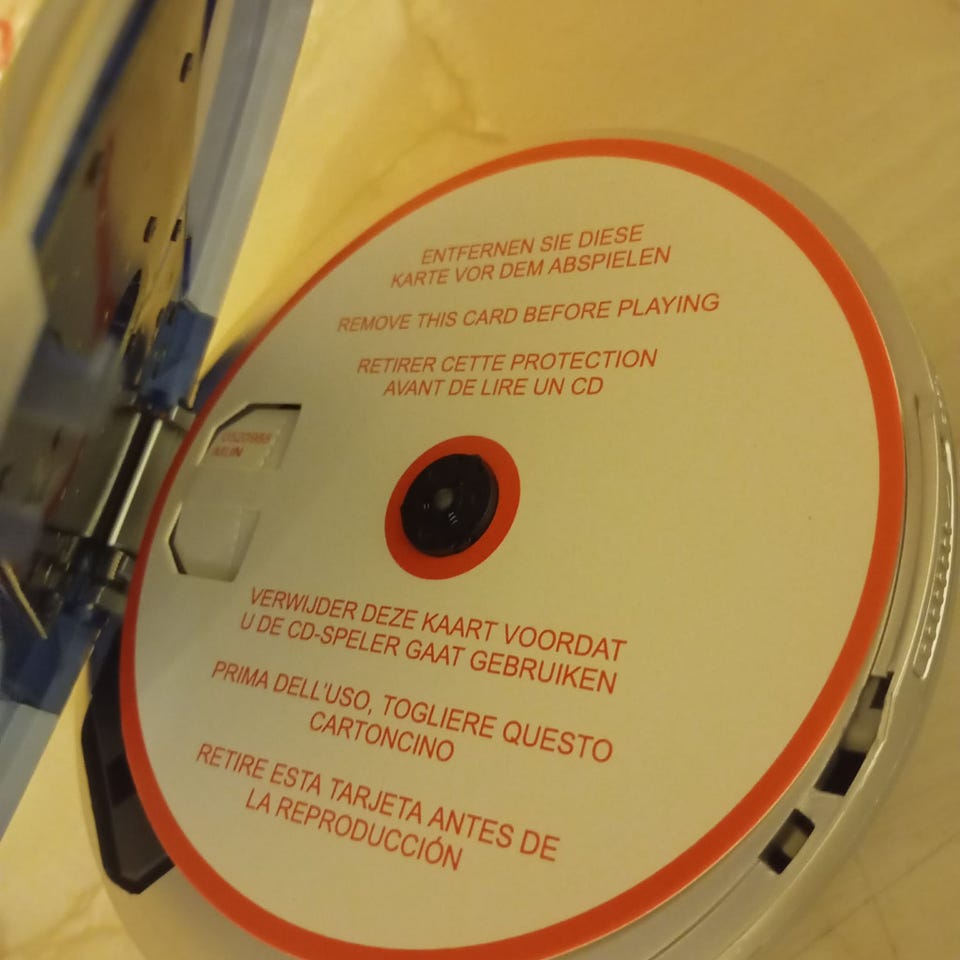 ENTFERNEN SIE DIESE
KARTE VOR DEM ABSPIELEN
REMOVE THIS CARD BEFORE PLAYING
RETIRER CETTE PROTECTION
AVANT DE LIRE UN CD
VERWIJDER DEZE KAART VOORDAT
U DE CD-SPELER GAAT GEBRUIKEN
PRIMA DELL'USO, TOGLIERE QUESTO
CARTONCINO
RETIRE ESTA TARJETA ANTES DE
LA REPRODUCCIÓN